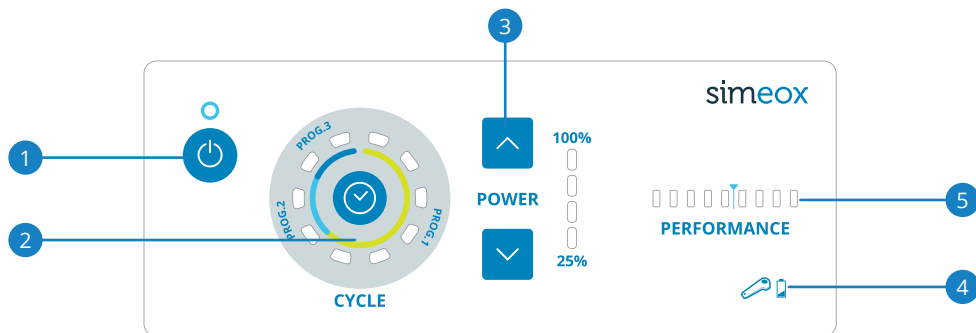 3
simeox
1
PROG.3
100%
POWER
PROG.2
PROG.1
5
PERFORMANCE
2
25%
4
CYCLE